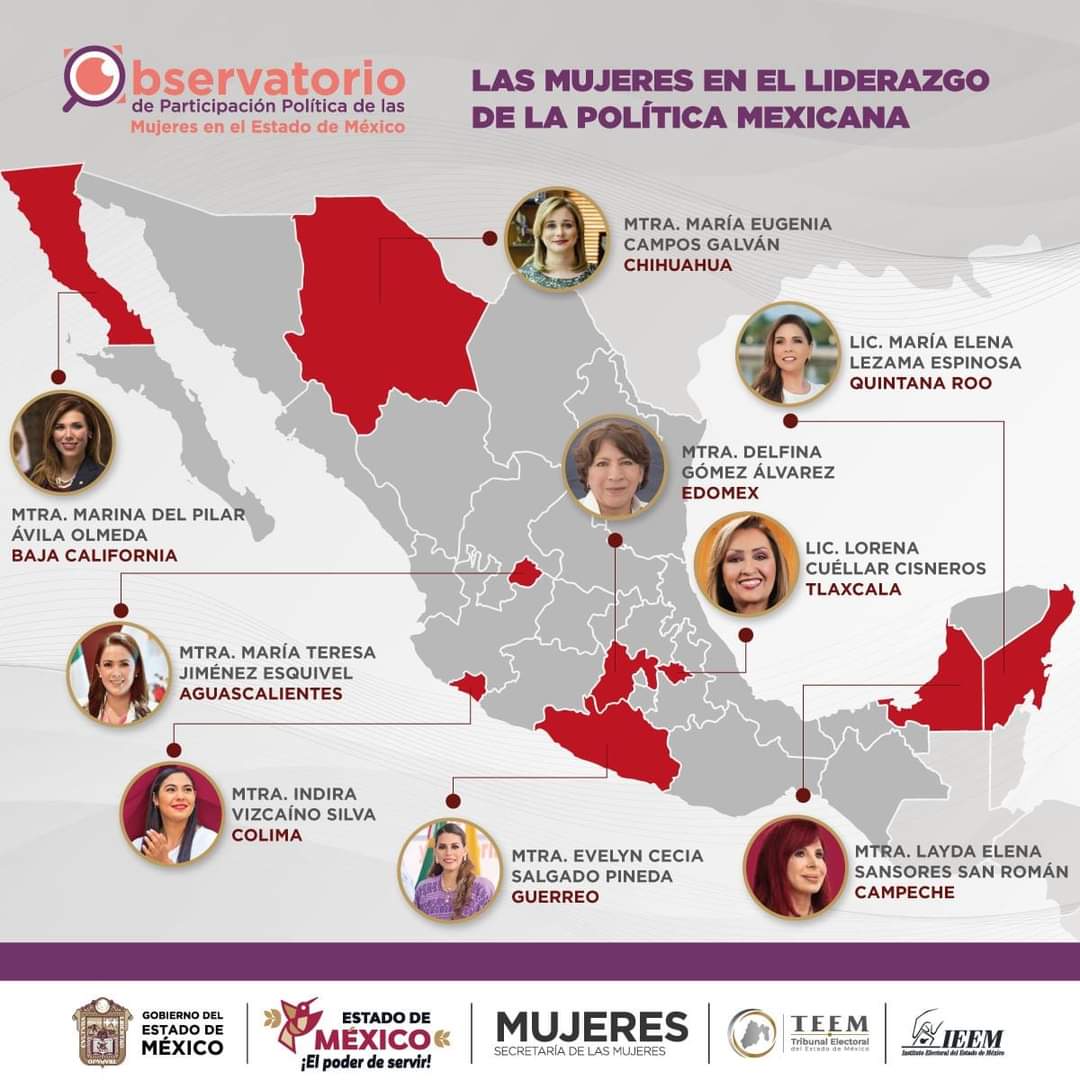 Observatorio
de Participación Política de las
Mujeres en el Estado de México
LAS MUJERES EN EL LIDERAZGO
DE LA POLÍTICA MEXICANA
MTRA. MARÍA EUGENIA
CAMPOS GALVÁN
CHIHUAHUA
LIC. MARÍA ELENA
LEZAMA ESPINOSA
QUINTANA ROO
MTRA. DELFINA
GÓMEZ ÁLVAREZ
EDOMEX
MTRA. MARINA DEL PILAR
ÁVILA OLMEDA
BAJA CALIFORNIA
LIC. LORENA
CUÉLLAR CISNEROS
TLAXCALA
MTRA. MARÍA TERESA
JIMÉNEZ ESQUIVEL
AGUASCALIENTES
MTRA. INDIRA
VIZCAÍNO SILVA
COLIMA
MTRA. EVELYN CECIA
SALGADO PINEDA
GUERREO
MTRA. LAYDA ELENA
SANSORES SAN ROMÁN
CAMPECHE
GOBIERNO DEL
ESTADO DE
MÉXICO
ESTADO DE
MÉXICO
¡El poder de servir!
MUJERES
SECRETARÍA DE LAS MUJERES
TEEM
Tribunal Electoral
del Estado de México
IEEM
Instituto Electoral del Estado de México